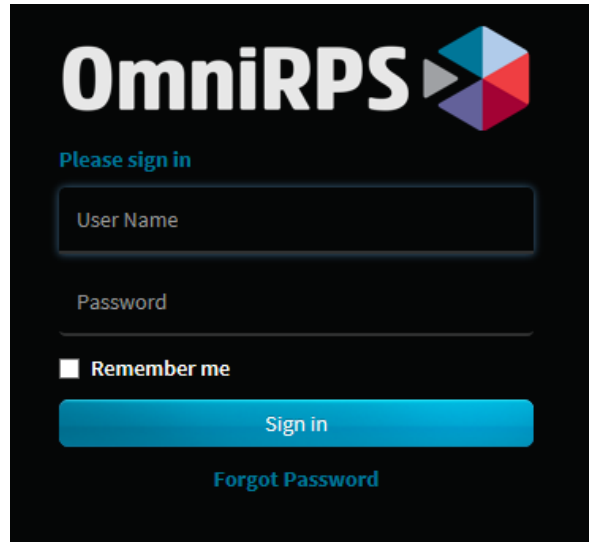 OmniRPS
Please sign in
User Name
Password
Remember me
Sign in
Forgot Password